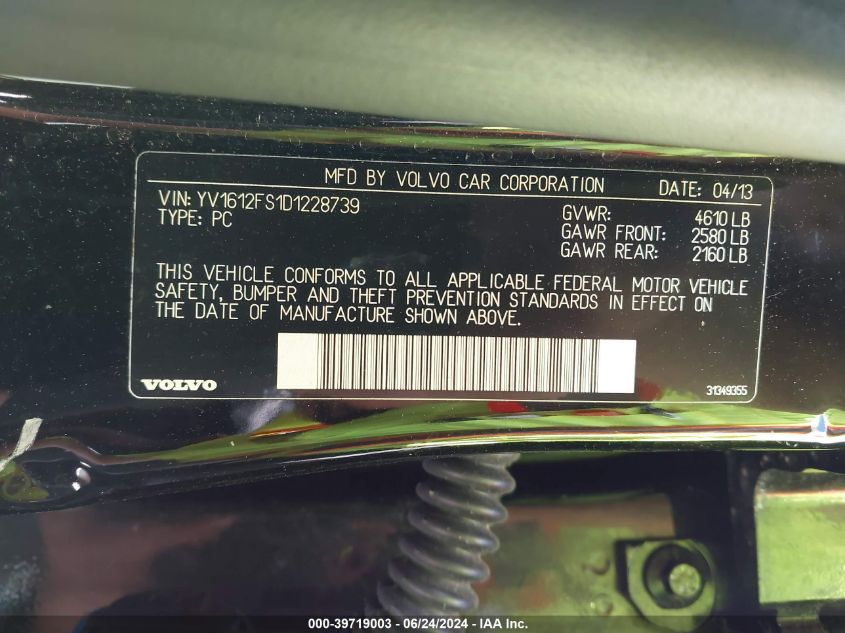 MFD BY VOLVO CAR CORPORATION DATE: 04/13
VIN: YV1612FS1D1228739
TYPE: PC
GVWR: 4610 LB
GAWR FRONT: 2580 LB
GAWR REAR: 2160 LB
THIS VEHICLE CONFORMS TO ALL APPLICABLE FEDERAL MOTOR VEHICLE
SAFETY, BUMPER AND THEFT PREVENTION STANDARDS IN EFFECT ON
THE DATE OF MANUFACTURE SHOWN ABOVE.
VOLVO
31349355
000-39719003 - 06/24/2024 - IAA Inc.